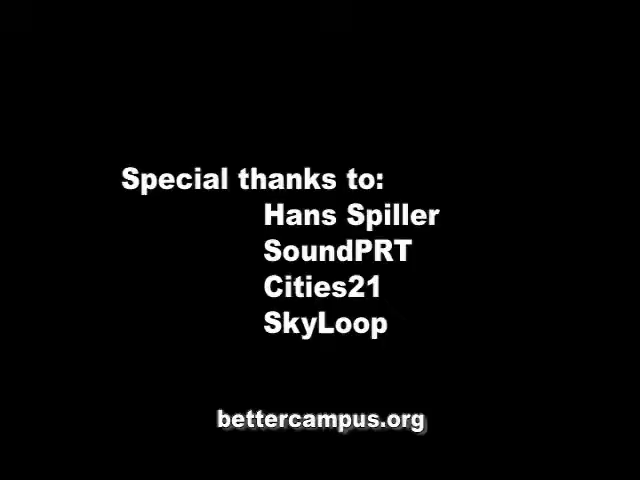 Special thanks to:
Hans Spiller
SoundPRT
Cities21
SkyLoop
bettercampus.org